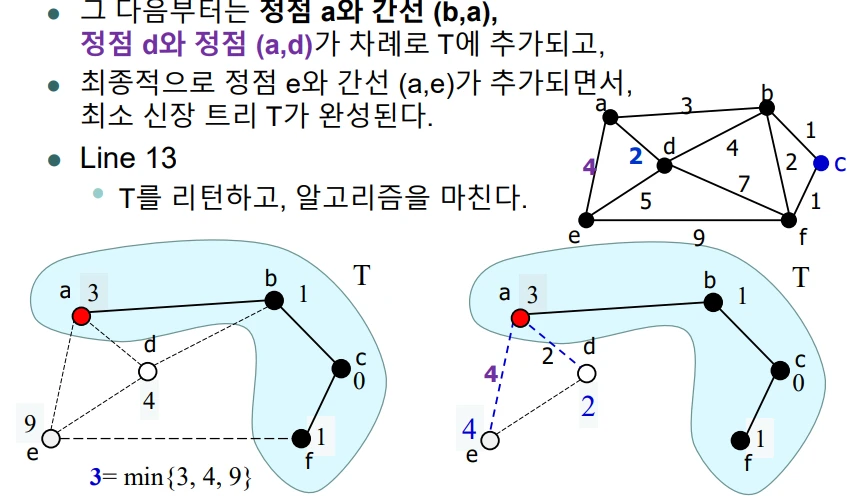 그 다음부터는 정점 a와 간선 (b,a),
정점 d와 정점 (a,d)가 차례로 T에 추가되고,
최종적으로 정점 e와 간선 (a,e)가 추가되면서,
최소 신장 트리 T가 완성된다.
Line 13
T를 리턴하고, 알고리즘을 마친다.
a 3 b
1
4 2 d 4 2 c
7
5 1
e 9 f
T
a 3 b 1
d
c
4 0
9
e 1
f
3= min{3, 4, 9}
T
a 3 b 1
2 d
4 c
2 0
4
e 1
f